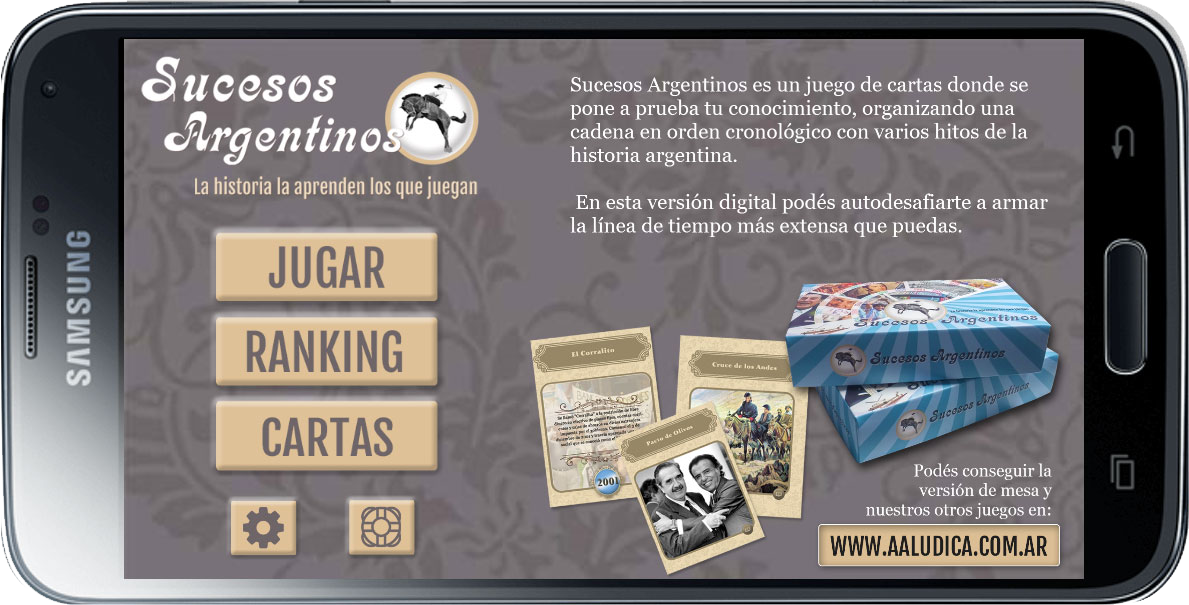 SAMSUNG
Sucesos
Argentinos
La historia la aprenden los que juegan
JUGAR
RANKING
CARTAS
Sucesos Argentinos es un juego de cartas donde se
pone a prueba tu conocimiento, organizando una
cadena en orden cronológico con varios hitos de la
historia argentina.
En esta versión digital podés autodesafiarte a armar
la línea de tiempo más extensa que puedas.
El Corralito
2001
Cruce de los Andes
Pacto de Olivos
Sucesos Argentinos
Sucesos Argentinos
Sucesos Argentinos
Podés conseguir la
versión de mesa y
nuestros otros juegos en:
WWW.AALUDICA.COM.AR